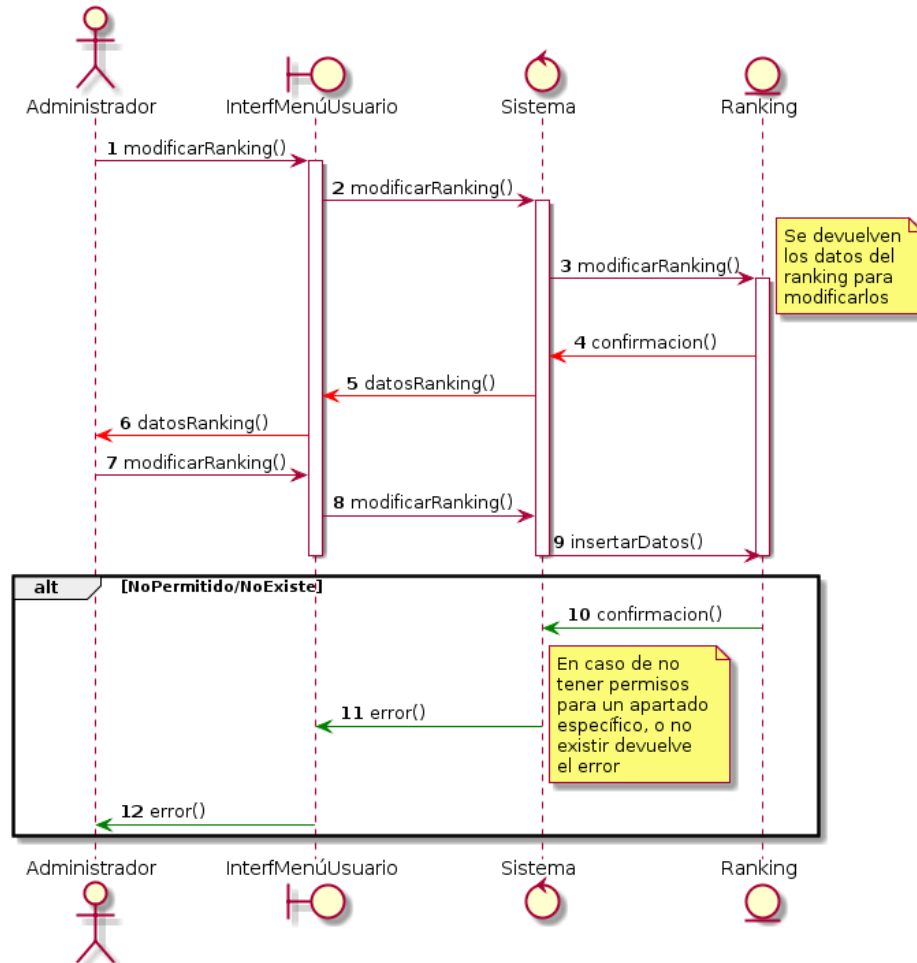 Administrador InterfMenúUsuario Sistema Ranking
1 modificarRanking()
2 modificarRanking()
Se devuelven
los datos del
ranking para
modificarlos
3 modificarRanking()
4 confirmacion()
5 datosRanking()
6 datosRanking()
7 modificarRanking()
8 modificarRanking()
9 insertarDatos()
alt [NoPermitido/NoExiste]
10 confirmacion()
En caso de no
tener permisos
para un apartado
específico, o no
existir devuelve
el error
11 error()
12 error()
Administrador InterfMenúUsuario Sistema Ranking